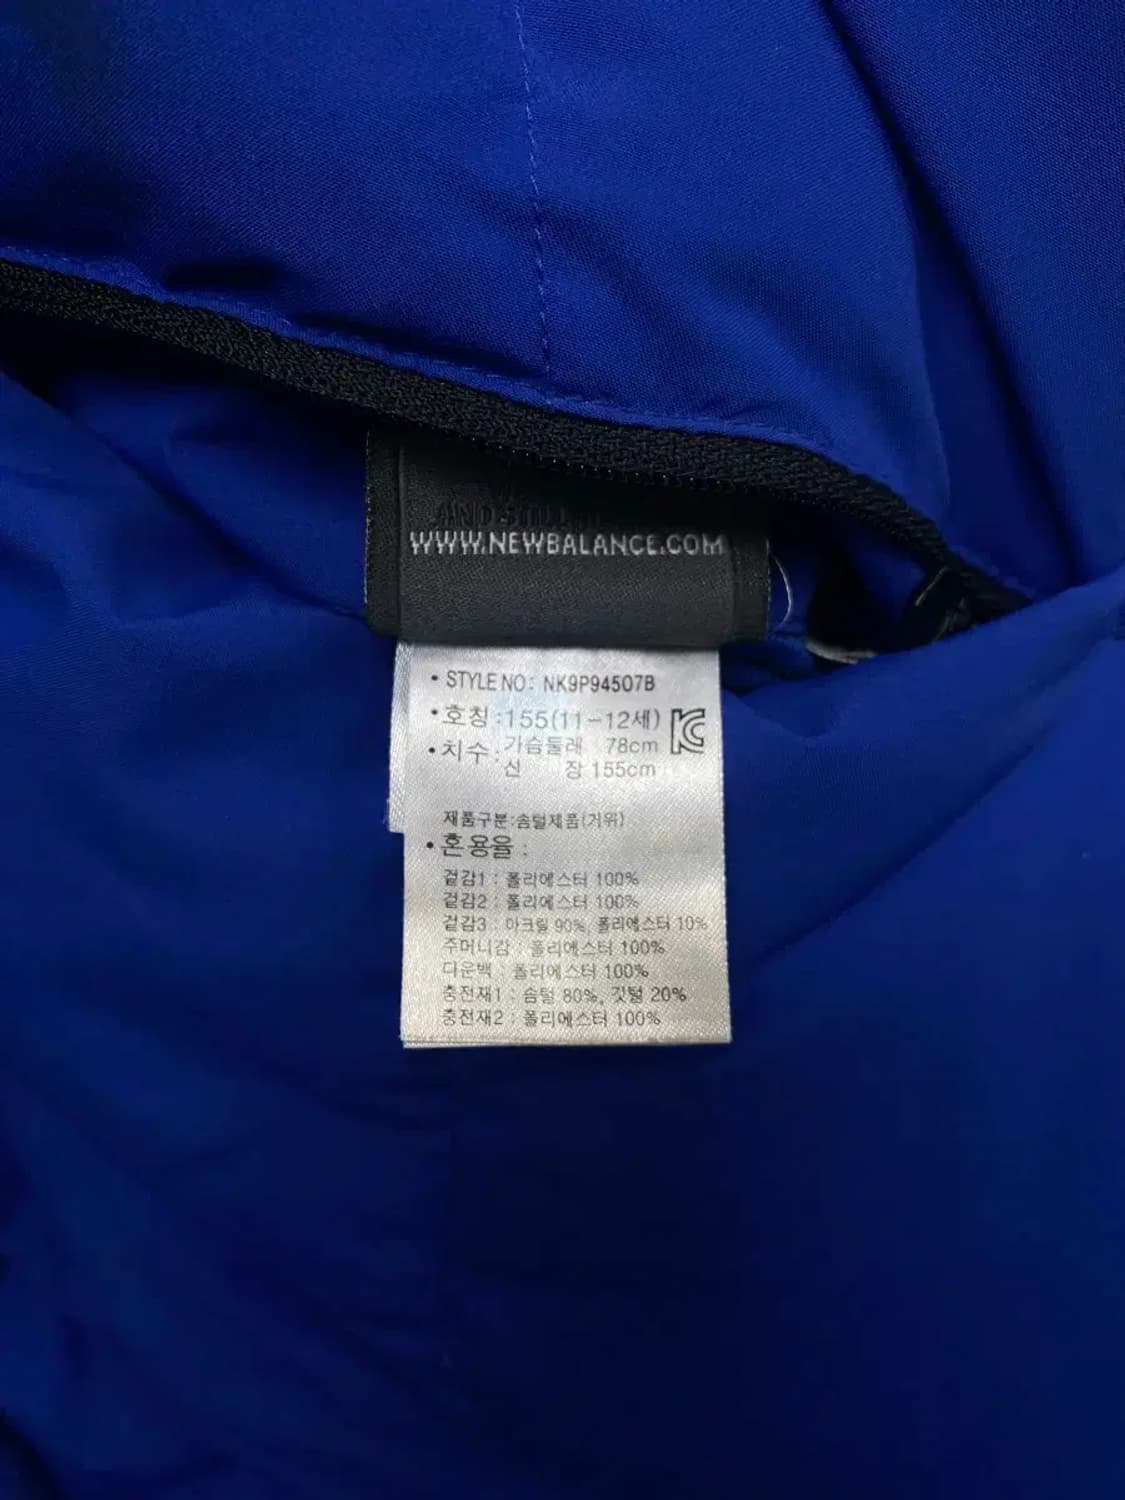 AND STILL
WWW.NEWBALANCE.COM
• STYLE NO: NK9P94507B
• 호칭 : 155(11-12세)
• 치수 : 가슴둘레 78cm
신 장 155cm
제품구분:솜털제품(거위)
• 혼용율 :
겉감1 : 폴리에스터 100%
겉감2 : 폴리에스터 100%
겉감3 : 아크릴 90%, 폴리에스터 10%
주머니감 : 폴리에스터 100%
다운백 : 폴리에스터 100%
충전재1 : 솜털 80%, 깃털 20%
충전재2 : 폴리에스터 100%